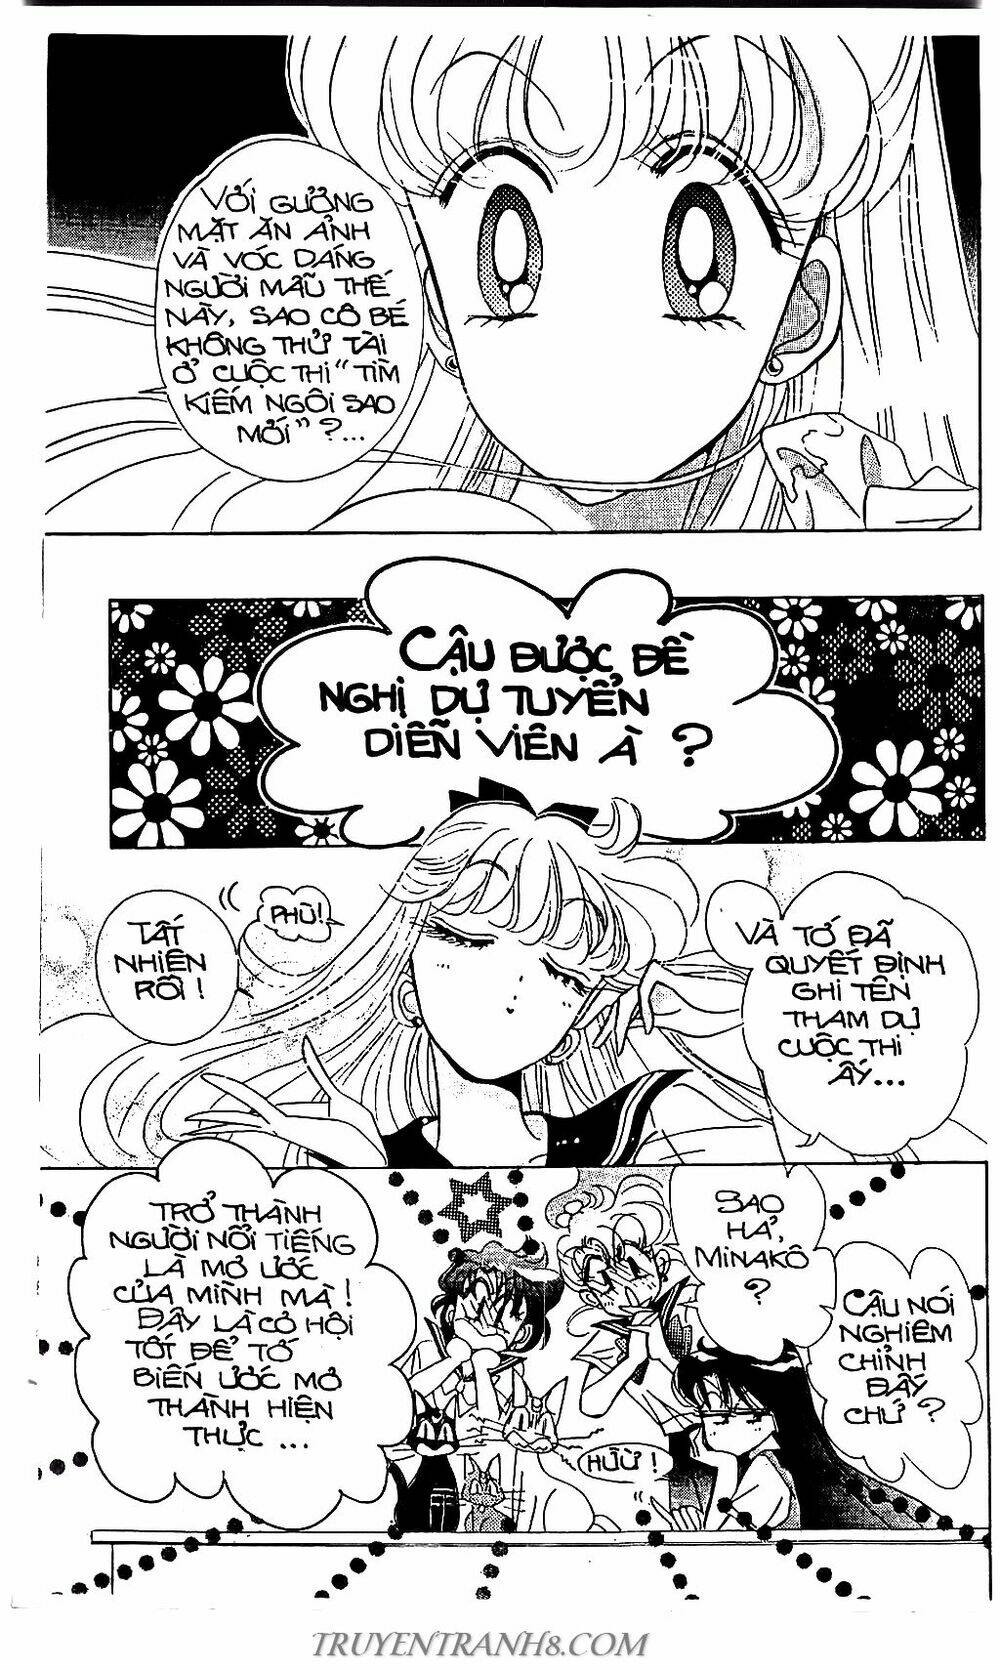 VỚI GƯƠNG
MẶT ĂN ẢNH
VÀ VÓC DÁNG
NGƯỜI MẪU THẾ
NÀY, SAO CÔ BÉ
KHÔNG THỬ TÀI
Ở CUỘC THI "TÌM
KIẾM NGÔI SAO
MỚI" ?...
CẬU ĐƯỢC ĐỀ
NGHỊ DỰ TUYỂN
DIỄN VIÊN À ?
TẤT
NHIÊN
RỒI !
PHÙ!
VÀ TỚ ĐÃ
QUYẾT ĐỊNH
GHI TÊN
THAM DỰ
CUỘC THI
ẤY...
TRỞ THÀNH
NGƯỜI NỔI TIẾNG
LÀ MƠ ƯỚC
CỦA MÌNH MÀ !
ĐÂY LÀ CƠ HỘI
TỐT ĐỂ TỚ
BIẾN ƯỚC MƠ
THÀNH HIỆN
THỰC ...
SAO
HẢ,
MINAKÔ
?
CẬU NÓI
NGHIÊM
CHỈNH
ĐẤY
CHỨ ?
HỪỪ !
TRUYENTRANH8.COM